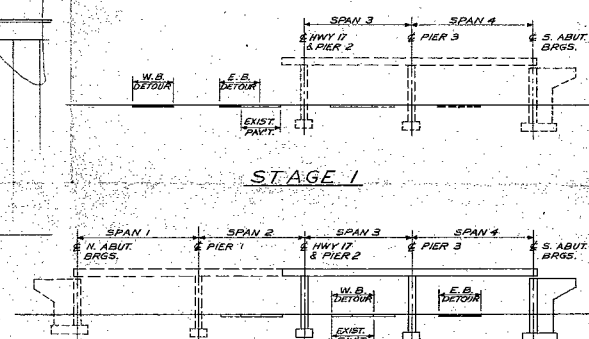 SPAN 3 SPAN 4
℄ HWY 17 & PIER 2
℄ PIER 3
℄ S. ABUT. BRGS.
W.B. DETOUR
E.B. DETOUR
EXIST. PAV'T.
STAGE 1
SPAN 1 SPAN 2 SPAN 3 SPAN 4
℄ N. ABUT. BRGS.
℄ PIER 1
℄ HWY 17 & PIER 2
℄ PIER 3
℄ S. ABUT. BRGS.
W.B. DETOUR
E.B. DETOUR
EXIST.